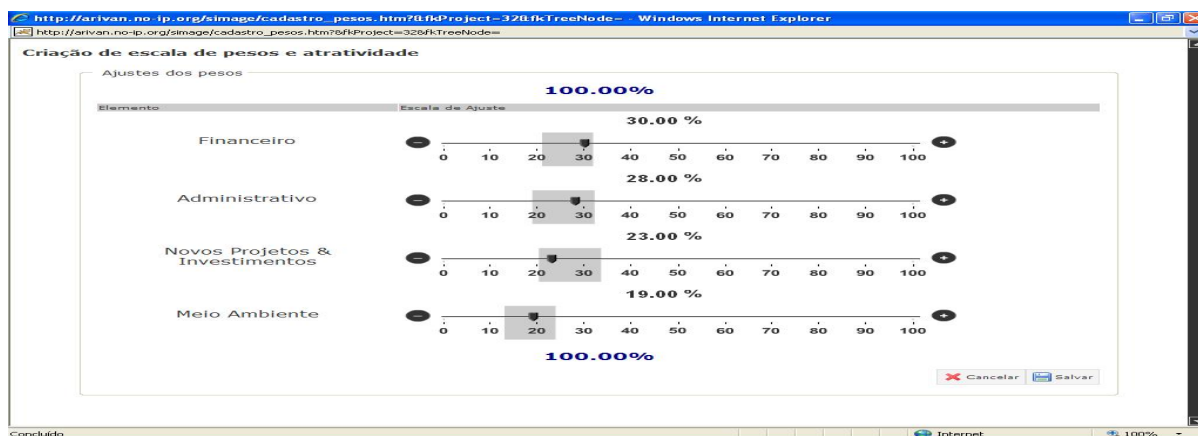 http://arivan.no-ip.org/simage/cadastro_pesos.htm?&fkProject=32&fkTreeNode= - Windows Internet Explorer
http://arivan.no-ip.org/simage/cadastro_pesos.htm?&fkProject=32&fkTreeNode=
Criação de escala de pesos e atratividade
Ajustes dos pesos
100.00%
Elemento Escala de Ajuste
30.00 %
Financeiro
0 10 20 30 40 50 60 70 80 90 100
28.00 %
Administrativo
0 10 20 30 40 50 60 70 80 90 100
23.00 %
Novos Projetos &
Investimentos
0 10 20 30 40 50 60 70 80 90 100
19.00 %
Meio Ambiente
0 10 20 30 40 50 60 70 80 90 100
100.00%
Cancelar Salvar
Concluído Internet 100%